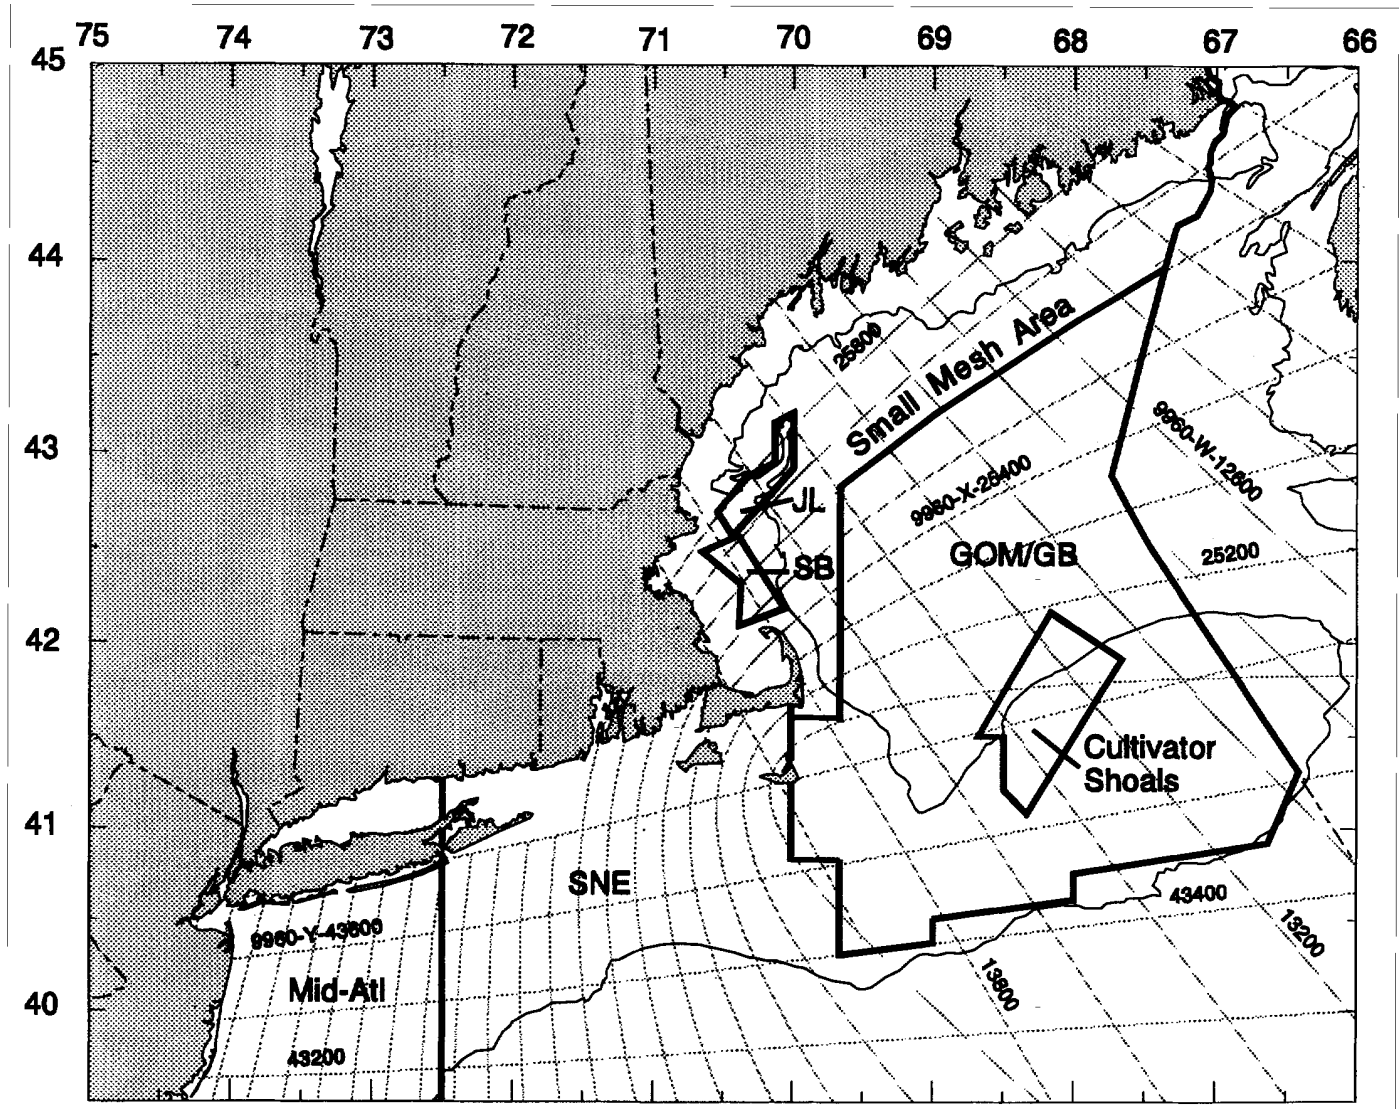 75 74 73 72 71 70 69 68 67 66
45
44
43
42
41
40
25800
Small Mesh Area
9960-W-12600
9960-X-25400
JL
GOM/GB
25200
SB
Cultivator
Shoals
SNE
43400
9960-Y-43600
13200
13800
Mid-Atl
43200